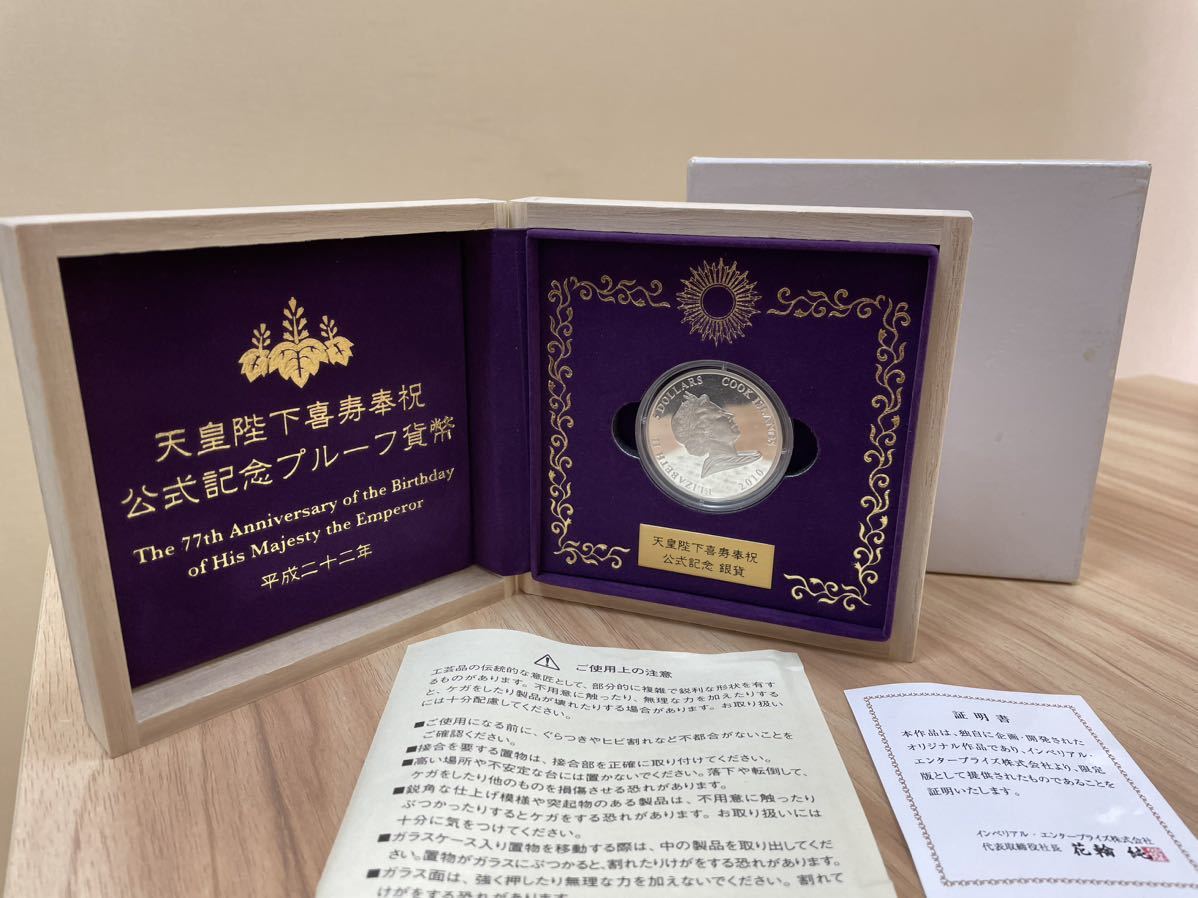 天皇陛下喜寿奉祝
公式記念プルーフ貨幣
The 77th Anniversary of the Birthday
of His Majesty the Emperor
平成二十二年
ELIZABETH II
5 DOLLARS COOK ISLANDS
2010
天皇陛下喜寿奉祝
公式記念 銀貨
ご使用上の注意
工芸品の伝統的な意匠として、部分的に複雑で鋭利な形状を有す
るものがあります。不用意に触ったり、無理な力を加えたりする
と、ケガをしたり製品が壊れたりする場合があります。お取り扱い
には十分配慮してください。
■ご使用になる前に、ぐらつきやヒビ割れなど不都合がないことを
ご確認ください。
■接合を要する置物は、接合部を正確に取り付けてください。
■高い場所や不安定な台には置かないでください。落下や転倒して、
ケガをしたり他のものを損傷させる恐れがあります。
■鋭角な仕上げ模様や突起物のある製品は、不用意に触ったり
ぶつかったりするとケガをする恐れがあります。お取り扱いには
十分に気をつけてください。
■ガラスケース入り置物を移動する際は、中の製品を取り出してくだ
さい。置物がガラスにぶつかると、割れたりけがをする恐れがあります。
■ガラス面は、強く押したり無理な力を加えないでください。割れて
けがをする恐れがあります。
証明書
本作品は、独自に企画・開発された
オリジナル作品であり、インペリアル・
エンタープライズ株式会社より、限定
版として提供されたものであることを
証明いたします。
インペリアル・エンタープライズ株式会社
代表取締役社長 花輪